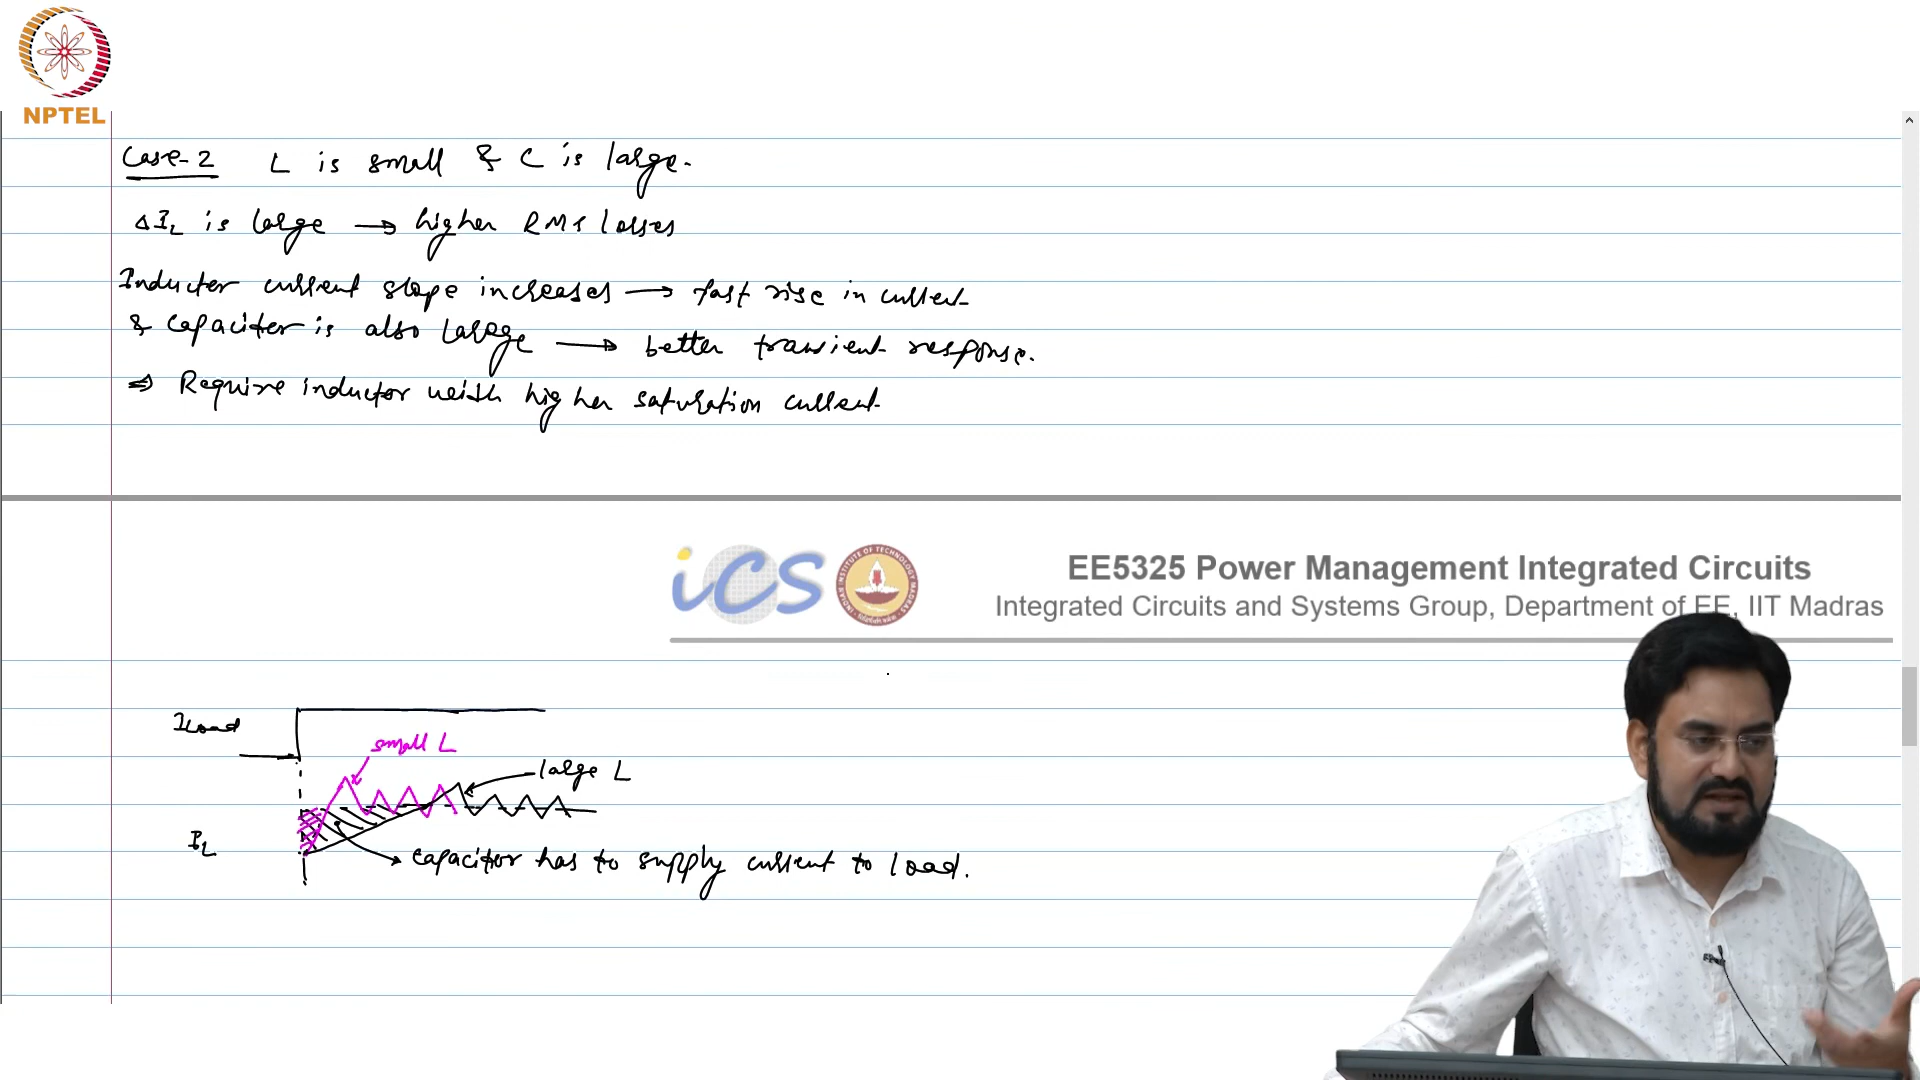 NPTEL
Case-2 L is small & C is large.
ΔI_L is large → higher RMS losses
Inductor current slope increases → fast rise in current
& capacitor is also large → better transient response.
⇒ Require inductor with higher saturation current
ics
EE5325 Power Management Integrated Circuits
Integrated Circuits and Systems Group, Department of EE, IIT Madras
I_Load
small L
large L
I_L
capacitor has to supply current to load.